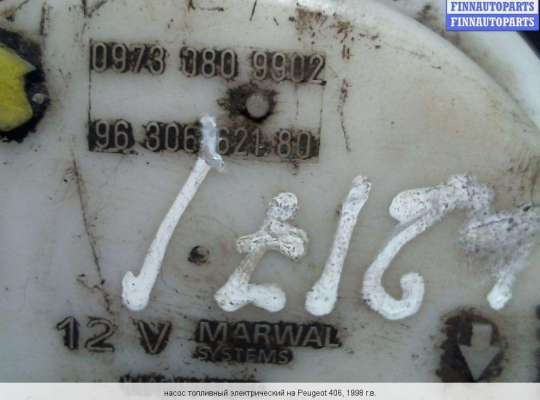 FINNAUTOPARTS
FINNAUTOPARTS
0973 080 9902
96 306 621 80
12 V MARWAL
SYSTEMS
насос топливный электрический на Peugeot 406, 1998 г.в.